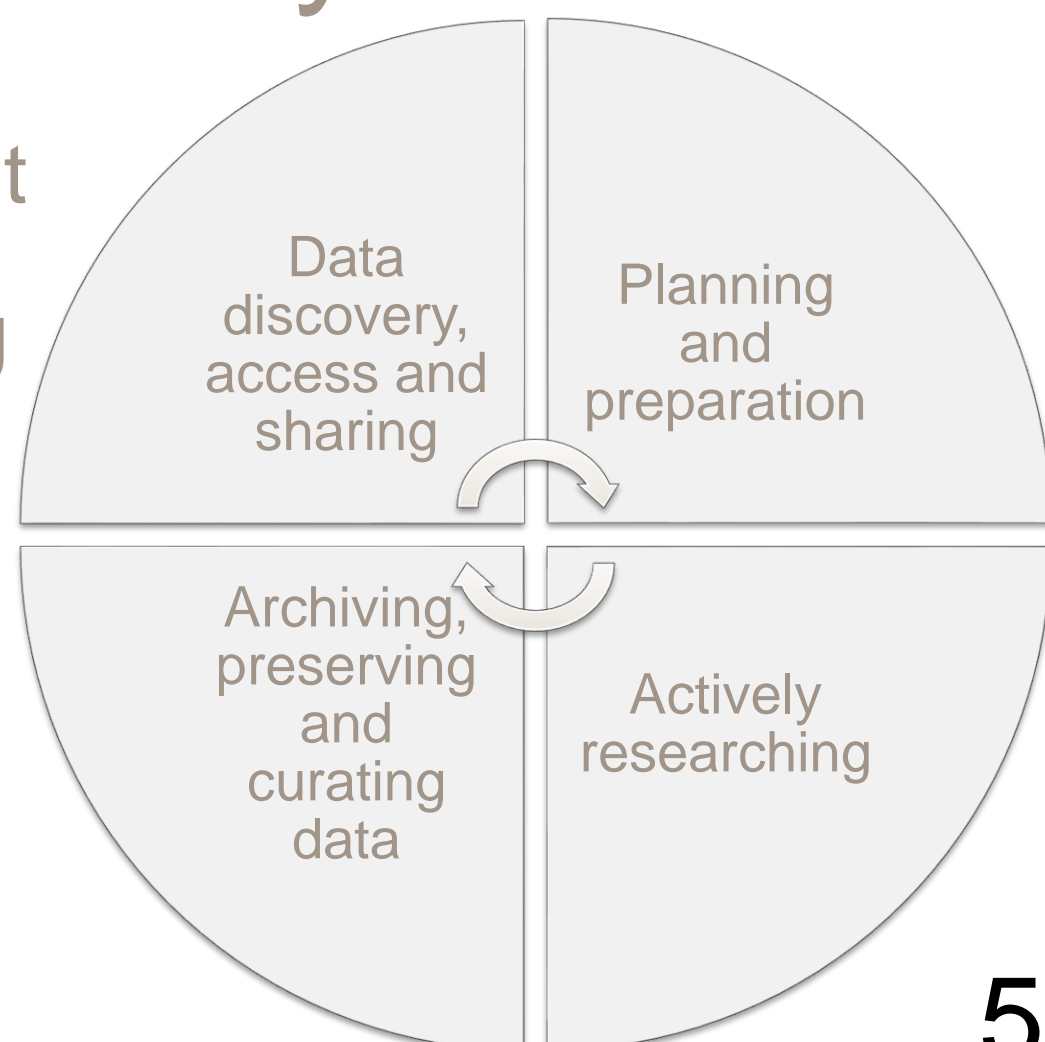 Data
discovery,
access and
sharing
Planning
and
preparation
Archiving,
preserving
and
curating
data
Actively
researching
5